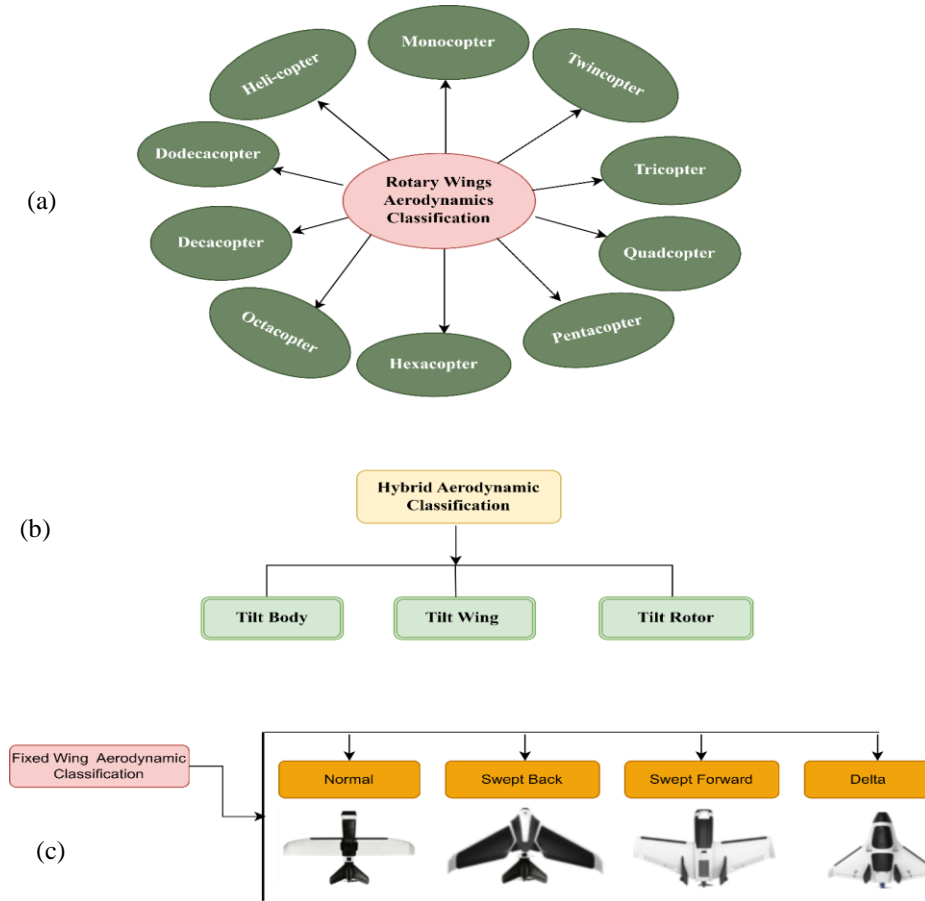 Monocopter
Heli-copter
Twincopter
Dodecacopter
Tricopter
(a)
Rotary Wings
Aerodynamics
Classification
Decacopter
Quadcopter
Octacopter
Pentacopter
Hexacopter
(b)
Hybrid Aerodynamic
Classification
Tilt Body
Tilt Wing
Tilt Rotor
Fixed Wing Aerodynamic
Classification
Normal
Swept Back
Swept Forward
Delta
(c)